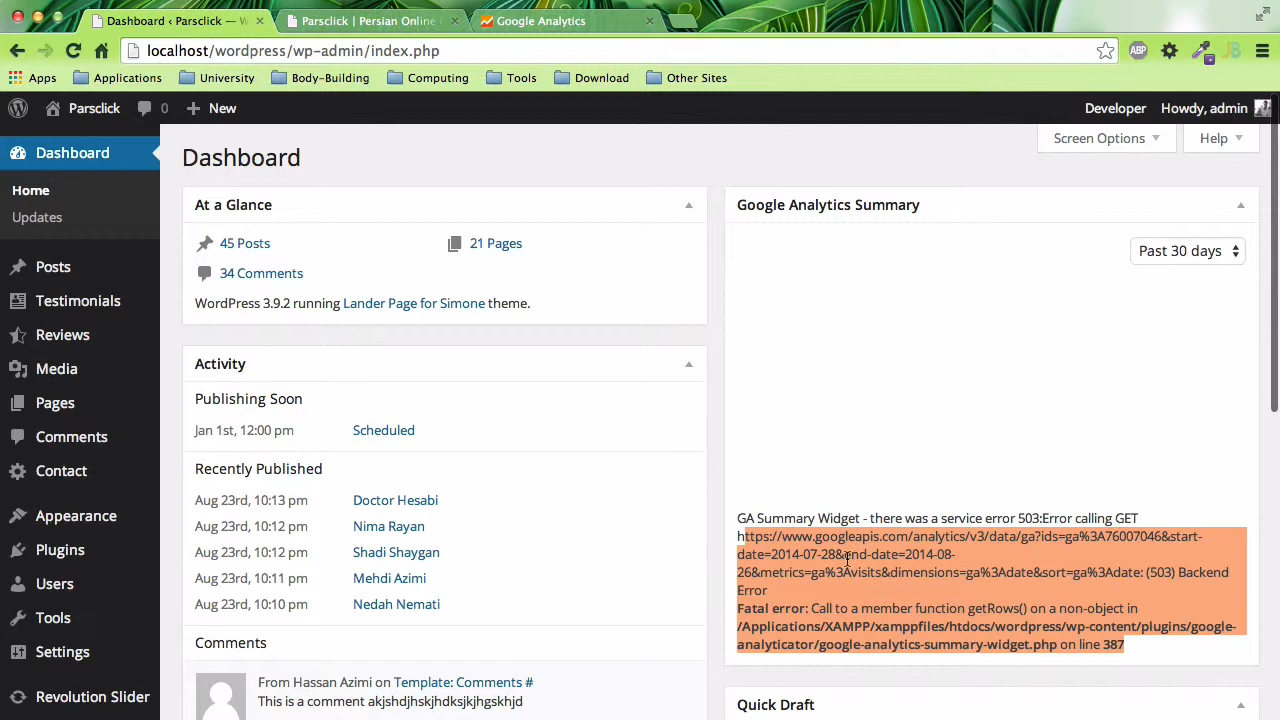 Dashboard ‹ Parsclick — W
Parsclick | Persian Online C
Google Analytics
localhost/wordpress/wp-admin/index.php
ABP
JB
Apps
Applications
University
Body-Building
Computing
Tools
Download
Other Sites
Parsclick
0
New
Developer
Howdy, admin
Dashboard
Home
Updates
Posts
Testimonials
Reviews
Media
Pages
Comments
Contact
Appearance
Plugins
Users
Tools
Settings
Revolution Slider
Screen Options
Help
Dashboard
At a Glance
45 Posts
21 Pages
34 Comments
WordPress 3.9.2 running Lander Page for Simone theme.
Activity
Publishing Soon
Jan 1st, 12:00 pm Scheduled
Recently Published
Aug 23rd, 10:13 pm Doctor Hesabi
Aug 23rd, 10:12 pm Nima Rayan
Aug 23rd, 10:12 pm Shadi Shaygan
Aug 23rd, 10:11 pm Mehdi Azimi
Aug 23rd, 10:10 pm Nedah Nemati
Comments
From Hassan Azimi on Template: Comments #
This is a comment akjshdjhskjhdksjkjhgskhjd
Google Analytics Summary
Past 30 days
GA Summary Widget - there was a service error 503:Error calling GET
https://www.googleapis.com/analytics/v3/data/ga?ids=ga%3A76007046&start-
date=2014-07-28&end-date=2014-08-
26&metrics=ga%3Avisits&dimensions=ga%3Adate&sort=ga%3Adate: (503) Backend
Error
Fatal error: Call to a member function getRows() on a non-object in
/Applications/XAMPP/xamppfiles/htdocs/wordpress/wp-content/plugins/google-
analyticator/google-analytics-summary-widget.php on line 387
Quick Draft